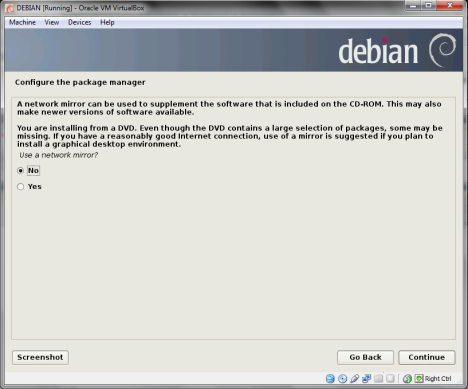 DEBIAN [Running] - Oracle VM VirtualBox
Machine View Devices Help
debian
Configure the package manager
A network mirror can be used to supplement the software that is included on the CD-ROM. This may also
make newer versions of software available.
You are installing from a DVD. Even though the DVD contains a large selection of packages, some may be
missing. If you have a reasonably good Internet connection, use of a mirror is suggested if you plan to
install a graphical desktop environment.
Use a network mirror?
No
Yes
Screenshot Go Back Continue
Right Ctrl